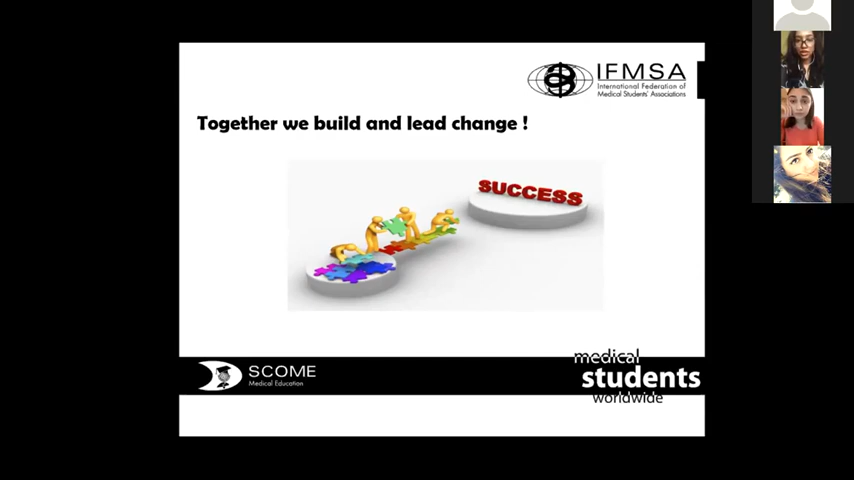 IFMSA
International Federation of
Medical Students' Associations
Together we build and lead change !
SUCCESS
SCOME
Medical Education
medical
students
worldwide